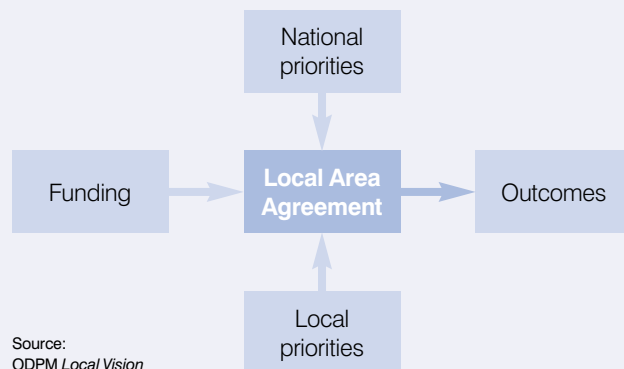 National
priorities
Funding
Local Area
Agreement
Outcomes
Local
priorities
Source:
ODPM Local Vision